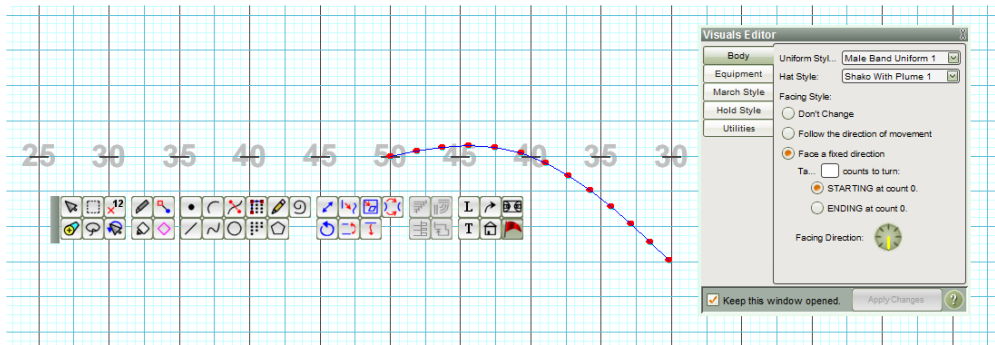 Visuals Editor X
Body
Equipment
March Style
Hold Style
Utilities
Uniform Styl... Male Band Uniform 1
Hat Style: Shako With Plume 1
Facing Style:
Don't Change
Follow the direction of movement
Face a fixed direction
Ta... counts to turn:
STARTING at count 0.
ENDING at count 0.
Facing Direction:
Keep this window opened. Apply Changes ?
25 30 35 40 45 50 45 40 35 30
12 L
T